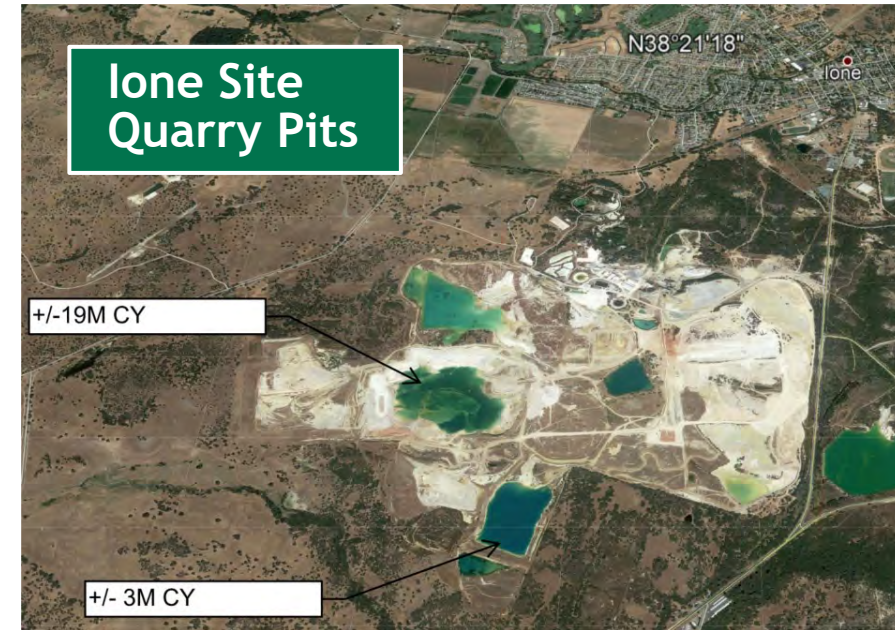 Ione Site
Quarry Pits
N38°21'18"
Ione
+/-19M CY
+/- 3M CY